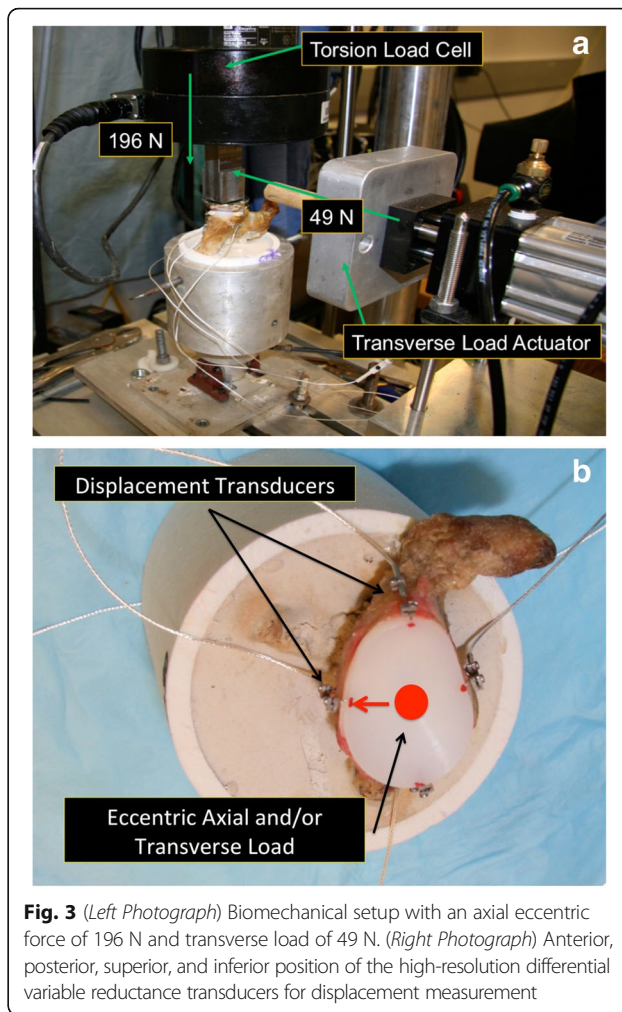 a
Torsion Load Cell
196 N
49 N
Transverse Load Actuator
b
Displacement Transducers
Eccentric Axial and/or
Transverse Load
Fig. 3 (Left Photograph) Biomechanical setup with an axial eccentric
force of 196 N and transverse load of 49 N. (Right Photograph) Anterior,
posterior, superior, and inferior position of the high-resolution differential
variable reductance transducers for displacement measurement